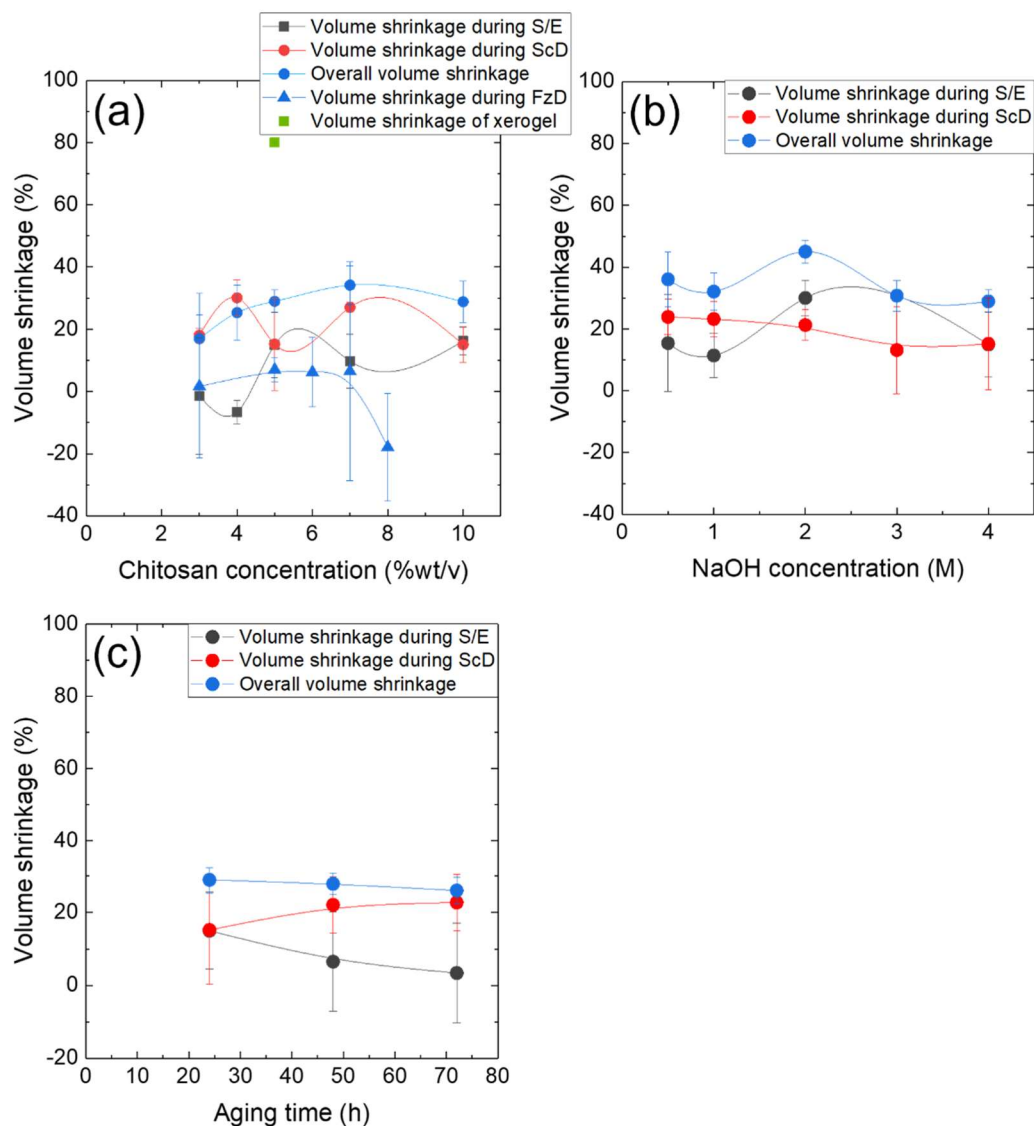 Volume shrinkage during S/E
Volume shrinkage during ScD
Overall volume shrinkage
Volume shrinkage during FzD
Volume shrinkage of xerogel
(a)
100
80
60
40
20
0
-20
-40
0 2 4 6 8 10
Volume shrinkage (%)
Chitosan concentration (%wt/v)
Volume shrinkage during S/E
Volume shrinkage during ScD
Overall volume shrinkage
(b)
100
80
60
40
20
0
-20
-40
0 1 2 3 4
Volume shrinkage (%)
NaOH concentration (M)
Volume shrinkage during S/E
Volume shrinkage during ScD
Overall volume shrinkage
(c)
100
80
60
40
20
0
-20
0 10 20 30 40 50 60 70 80
Volume shrinkage (%)
Aging time (h)